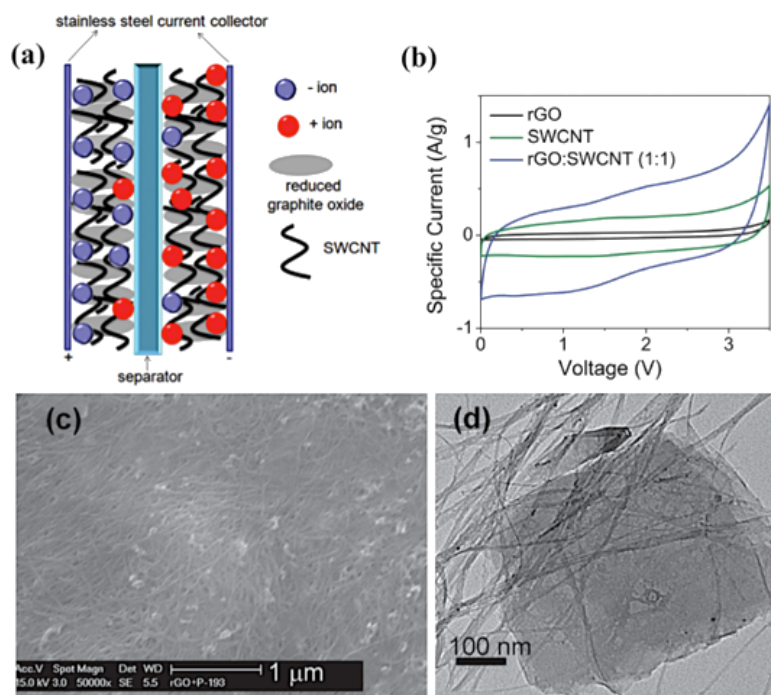 stainless steel current collector
(a)
- ion
+ ion
reduced
graphite oxide
SWCNT
+
-
separator
(b)
rGO
SWCNT
rGO:SWCNT (1:1)
Specific Current (A/g)
1
0
-1
0
1
2
3
Voltage (V)
(c)
Acc.V Spot Magn Det WD
15.0 kV 3.0 50000x SE 5.5 rGO+P-193
1 μm
(d)
100 nm